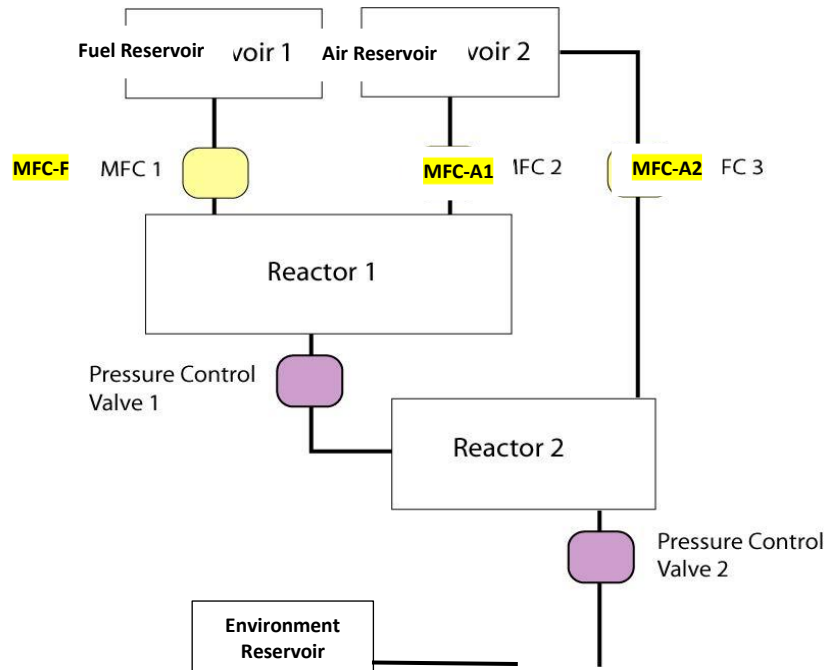 Fuel Reservoir voir 1
Air Reservoir voir 2
MFC-F MFC 1
MFC-A1 MFC 2
MFC-A2 FC 3
Reactor 1
Pressure Control
Valve 1
Reactor 2
Pressure Control
Valve 2
Environment
Reservoir